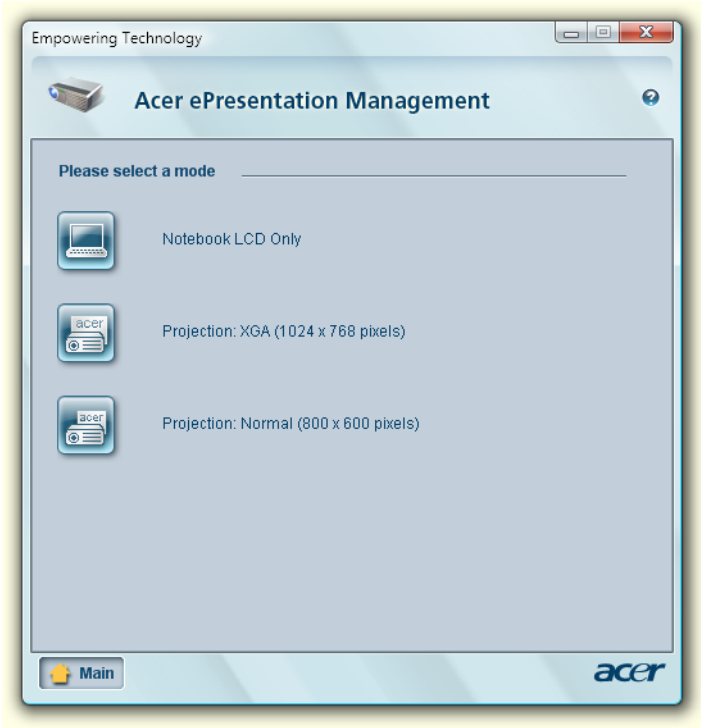 Empowering Technology
Acer ePresentation Management
?
Please select a mode
Notebook LCD Only
acer
Projection: XGA (1024 x 768 pixels)
acer
Projection: Normal (800 x 600 pixels)
Main
acer